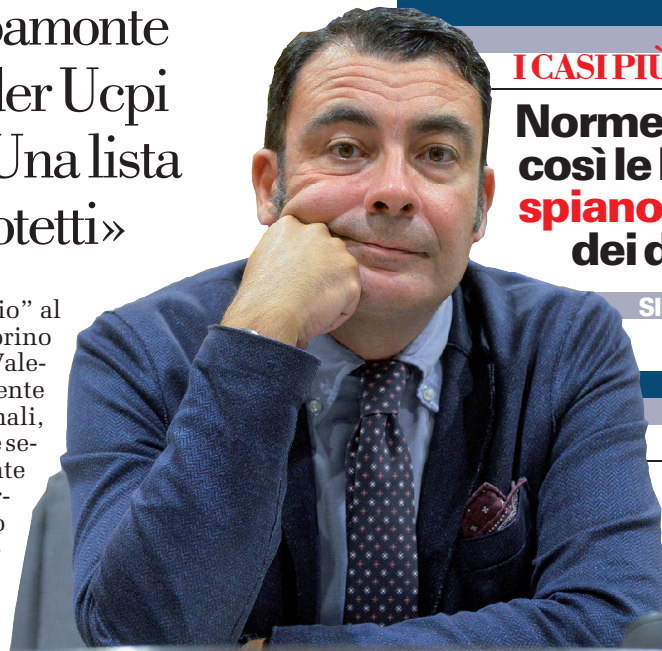 amonte
der Ucpi
Una lista
otetti»
io” al
orino
Vale-
ente
nali,
e se-
nte
r-
o
I CASI PIÙ
Norme
così le
spiano
dei d
SI